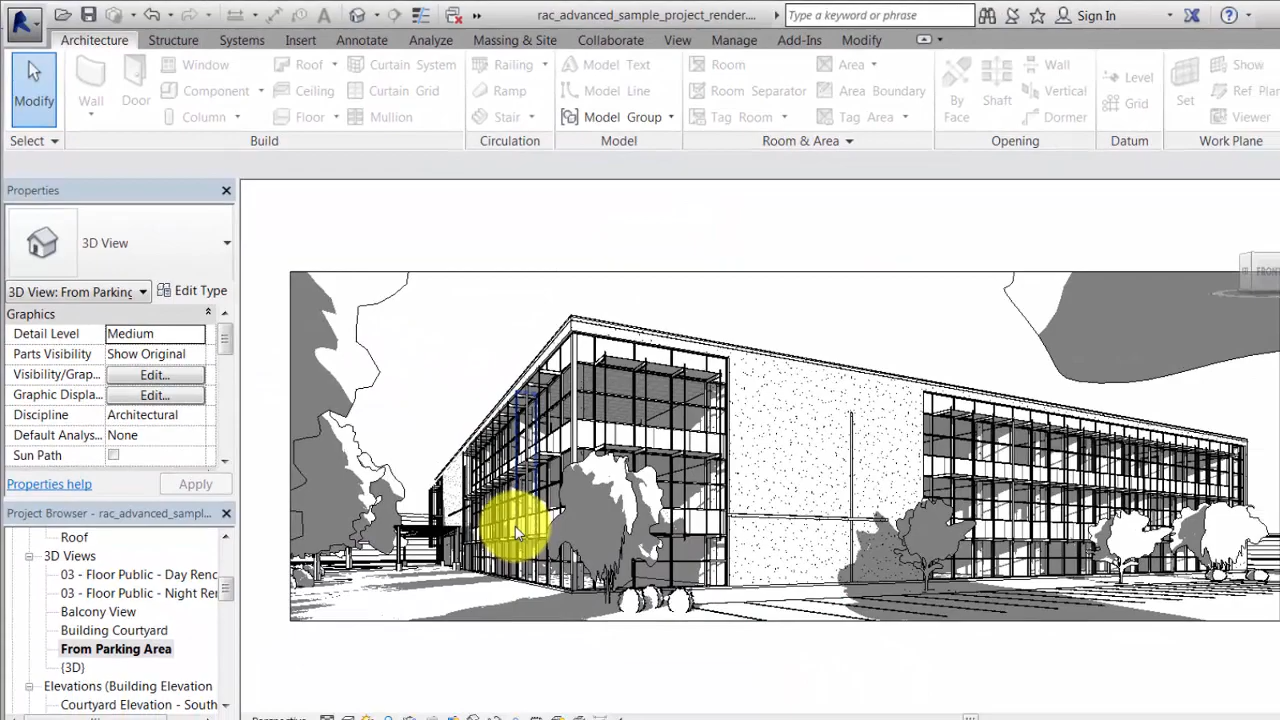 rac_advanced_sample_project_render....
Type a keyword or phrase
Sign In
Architecture Structure Systems Insert Annotate Analyze Massing & Site Collaborate View Manage Add-Ins Modify
Modify
Wall
Door
Window
Component
Column
Roof
Ceiling
Floor
Curtain System
Curtain Grid
Mullion
Railing
Ramp
Stair
Model Text
Model Line
Model Group
Room
Room Separator
Tag Room
Area
Area Boundary
Tag Area
By
Face
Shaft
Wall
Vertical
Dormer
Level
Grid
Set
Show
Ref Plan
Viewer
Select Build Circulation Model Room & Area Opening Datum Work Plane
Properties
3D View
3D View: From Parking
Edit Type
Graphics
Detail Level Medium
Parts Visibility Show Original
Visibility/Grap... Edit...
Graphic Displa... Edit...
Discipline Architectural
Default Analys... None
Sun Path
Properties help Apply
Project Browser - rac_advanced_sampl...
Roof
3D Views
03 - Floor Public - Day Rend
03 - Floor Public - Night Ren
Balcony View
Building Courtyard
From Parking Area
{3D}
Elevations (Building Elevation
Courtyard Elevation - South
FRONT
Perspective